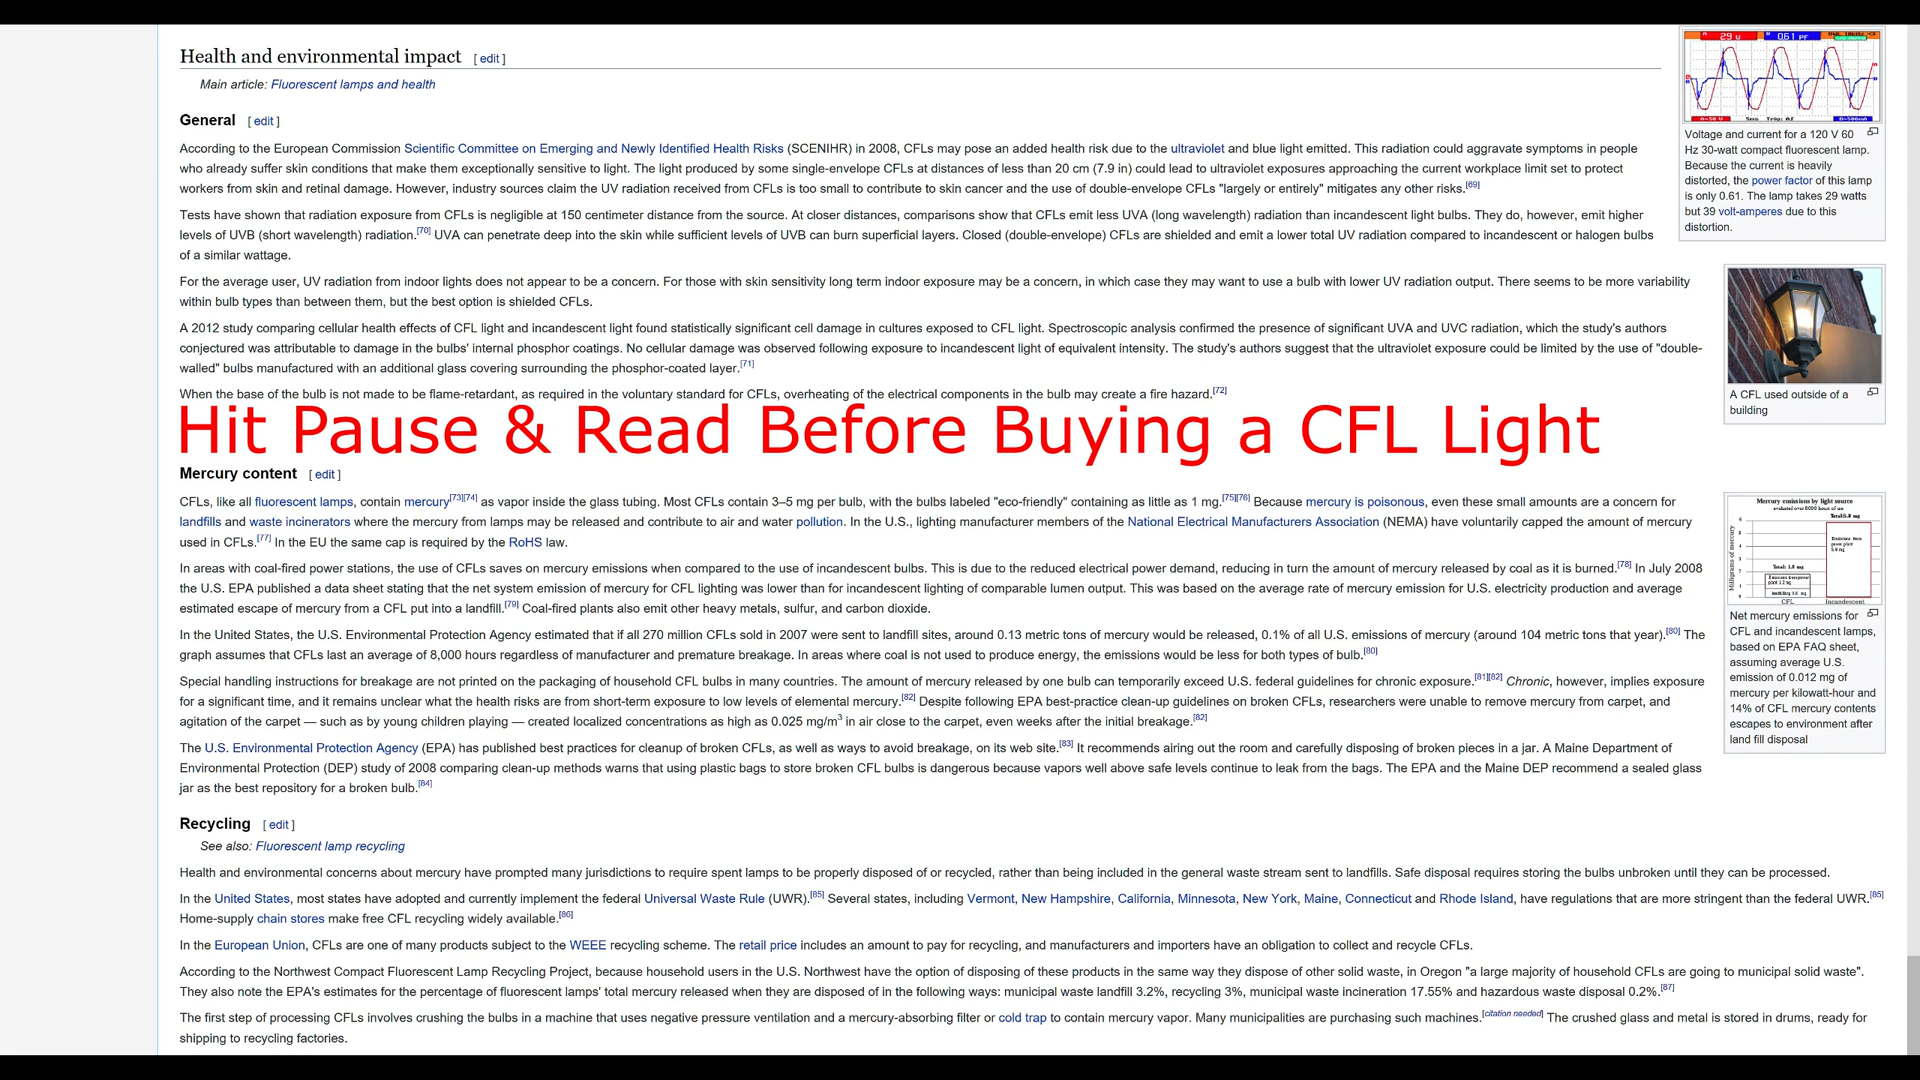 Health and environmental impact [ edit ]
Main article: Fluorescent lamps and health
General [ edit ]
According to the European Commission Scientific Committee on Emerging and Newly Identified Health Risks (SCENIHR) in 2008, CFLs may pose an added health risk due to the ultraviolet and blue light emitted. This radiation could aggravate symptoms in people
who already suffer skin conditions that make them exceptionally sensitive to light. The light produced by some single-envelope CFLs at distances of less than 20 cm (7.9 in) could lead to ultraviolet exposures approaching the current workplace limit set to protect
workers from skin and retinal damage. However, industry sources claim the UV radiation received from CFLs is too small to contribute to skin cancer and the use of double-envelope CFLs "largely or entirely" mitigates any other risks.[69]
Tests have shown that radiation exposure from CFLs is negligible at 150 centimeter distance from the source. At closer distances, comparisons show that CFLs emit less UVA (long wavelength) radiation than incandescent light bulbs. They do, however, emit higher
levels of UVB (short wavelength) radiation.[70] UVA can penetrate deep into the skin while sufficient levels of UVB can burn superficial layers. Closed (double-envelope) CFLs are shielded and emit a lower total UV radiation compared to incandescent or halogen bulbs
of a similar wattage.
For the average user, UV radiation from indoor lights does not appear to be a concern. For those with skin sensitivity long term indoor exposure may be a concern, in which case they may want to use a bulb with lower UV radiation output. There seems to be more variability
within bulb types than between them, but the best option is shielded CFLs.
A 2012 study comparing cellular health effects of CFL light and incandescent light found statistically significant cell damage in cultures exposed to CFL light. Spectroscopic analysis confirmed the presence of significant UVA and UVC radiation, which the study's authors
conjectured was attributable to damage in the bulbs' internal phosphor coatings. No cellular damage was observed following exposure to incandescent light of equivalent intensity. The study's authors suggest that the ultraviolet exposure could be limited by the use of "double-
walled" bulbs manufactured with an additional glass covering surrounding the phosphor-coated layer.[71]
When the base of the bulb is not made to be flame-retardant, as required in the voluntary standard for CFLs, overheating of the electrical components in the bulb may create a fire hazard.[72]
Hit Pause & Read Before Buying a CFL Light
Mercury content [ edit ]
CFLs, like all fluorescent lamps, contain mercury[73][74] as vapor inside the glass tubing. Most CFLs contain 3–5 mg per bulb, with the bulbs labeled "eco-friendly" containing as little as 1 mg.[75][76] Because mercury is poisonous, even these small amounts are a concern for
landfills and waste incinerators where the mercury from lamps may be released and contribute to air and water pollution. In the U.S., lighting manufacturer members of the National Electrical Manufacturers Association (NEMA) have voluntarily capped the amount of mercury
used in CFLs.[77] In the EU the same cap is required by the RoHS law.
In areas with coal-fired power stations, the use of CFLs saves on mercury emissions when compared to the use of incandescent bulbs. This is due to the reduced electrical power demand, reducing in turn the amount of mercury released by coal as it is burned.[78] In July 2008
the U.S. EPA published a data sheet stating that the net system emission of mercury for CFL lighting was lower than for incandescent lighting of comparable lumen output. This was based on the average rate of mercury emission for U.S. electricity production and average
estimated escape of mercury from a CFL put into a landfill.[79] Coal-fired plants also emit other heavy metals, sulfur, and carbon dioxide.
In the United States, the U.S. Environmental Protection Agency estimated that if all 270 million CFLs sold in 2007 were sent to landfill sites, around 0.13 metric tons of mercury would be released, 0.1% of all U.S. emissions of mercury (around 104 metric tons that year).[80] The
graph assumes that CFLs last an average of 8,000 hours regardless of manufacturer and premature breakage. In areas where coal is not used to produce energy, the emissions would be less for both types of bulb.[80]
Special handling instructions for breakage are not printed on the packaging of household CFL bulbs in many countries. The amount of mercury released by one bulb can temporarily exceed U.S. federal guidelines for chronic exposure.[81][82] Chronic, however, implies exposure
for a significant time, and it remains unclear what the health risks are from short-term exposure to low levels of elemental mercury.[82] Despite following EPA best-practice clean-up guidelines on broken CFLs, researchers were unable to remove mercury from carpet, and
agitation of the carpet — such as by young children playing — created localized concentrations as high as 0.025 mg/m3 in air close to the carpet, even weeks after the initial breakage.[82]
The U.S. Environmental Protection Agency (EPA) has published best practices for cleanup of broken CFLs, as well as ways to avoid breakage, on its web site.[83] It recommends airing out the room and carefully disposing of broken pieces in a jar. A Maine Department of
Environmental Protection (DEP) study of 2008 comparing clean-up methods warns that using plastic bags to store broken CFL bulbs is dangerous because vapors well above safe levels continue to leak from the bags. The EPA and the Maine DEP recommend a sealed glass
jar as the best repository for a broken bulb.[84]
Recycling [ edit ]
See also: Fluorescent lamp recycling
Health and environmental concerns about mercury have prompted many jurisdictions to require spent lamps to be properly disposed of or recycled, rather than being included in the general waste stream sent to landfills. Safe disposal requires storing the bulbs unbroken until they can be processed.
In the United States, most states have adopted and currently implement the federal Universal Waste Rule (UWR).[85] Several states, including Vermont, New Hampshire, California, Minnesota, New York, Maine, Connecticut and Rhode Island, have regulations that are more stringent than the federal UWR.[85]
Home-supply chain stores make free CFL recycling widely available.[86]
In the European Union, CFLs are one of many products subject to the WEEE recycling scheme. The retail price includes an amount to pay for recycling, and manufacturers and importers have an obligation to collect and recycle CFLs.
According to the Northwest Compact Fluorescent Lamp Recycling Project, because household users in the U.S. Northwest have the option of disposing of these products in the same way they dispose of other solid waste, in Oregon "a large majority of household CFLs are going to municipal solid waste".
They also note the EPA's estimates for the percentage of fluorescent lamps' total mercury released when they are disposed of in the following ways: municipal waste landfill 3.2%, recycling 3%, municipal waste incineration 17.55% and hazardous waste disposal 0.2%.[87]
The first step of processing CFLs involves crushing the bulbs in a machine that uses negative pressure ventilation and a mercury-absorbing filter or cold trap to contain mercury vapor. Many municipalities are purchasing such machines.[citation needed] The crushed glass and metal is stored in drums, ready for
shipping to recycling factories.
29
0.61 PF
Voltage and current for a 120 V 60
Hz 30-watt compact fluorescent lamp.
Because the current is heavily
distorted, the power factor of this lamp
is only 0.61. The lamp takes 29 watts
but 39 volt-amperes due to this
distortion.
A CFL used outside of a
building
Mercury emissions by light source
Milligrams of mercury
CFL
Incandescent
Net mercury emissions for
CFL and incandescent lamps,
based on EPA FAQ sheet,
assuming average U.S.
emission of 0.012 mg of
mercury per kilowatt-hour and
14% of CFL mercury contents
escapes to environment after
land fill disposal